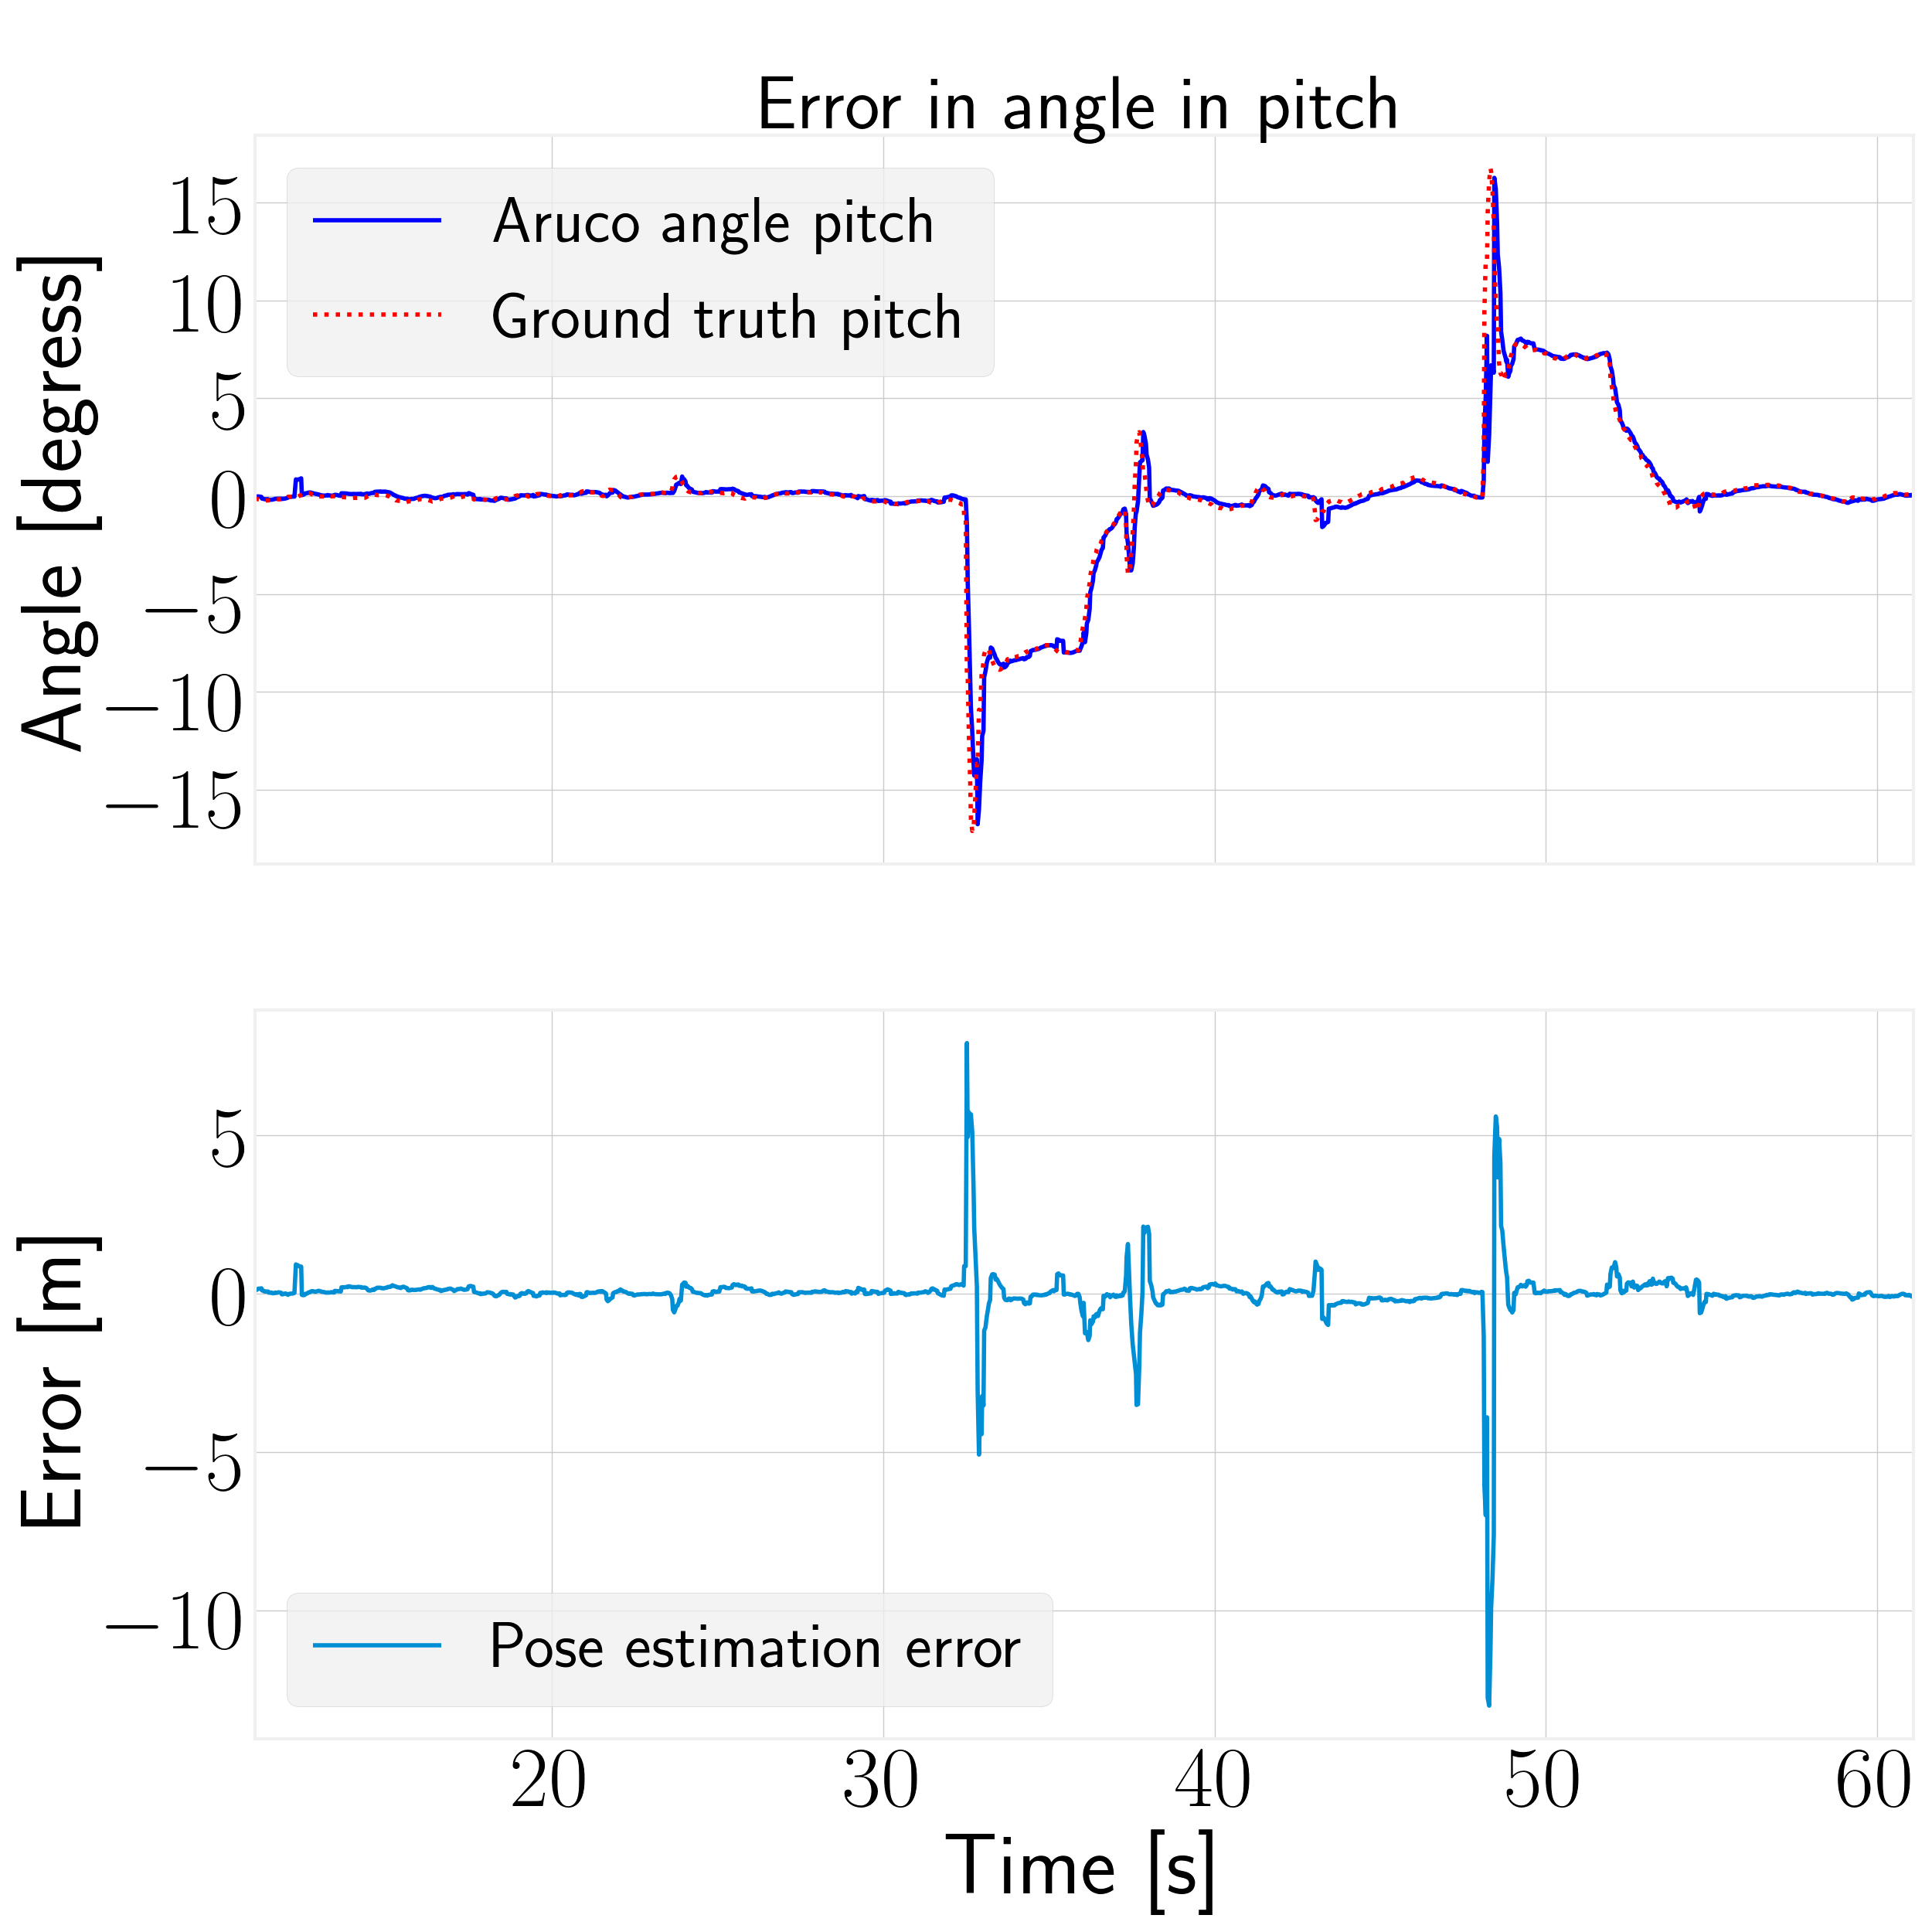 Error in angle in pitch
Angle [degress]
15
10
5
0
−5
−10
−15
Aruco angle pitch
Ground truth pitch
Error [m]
5
0
−5
−10
Pose estimation error
20 30 40 50 60
Time [s]